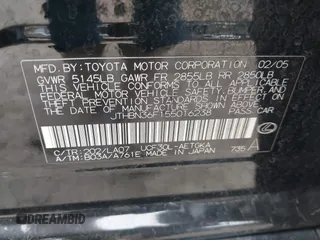 MFD.BY:TOYOTA MOTOR CORPORATION 02/05
GVWR 5145LB GAWR FR 2855LB RR 2850LB
THIS VEHICLE CONFORMS TO ALL APPLICABLE
FEDERAL MOTOR VEHICLE SAFETY, BUMPER, AND
THEFT PREVENTION STANDARDS IN EFFECT ON
THE DATE OF MANUFACTURE SHOWN ABOVE.
JTHBN36F155016238 PASS.CAR
C/TR:202/LA07 UCF30L-AETGKA
A/TM:B03A/A761E MADE IN JAPAN 735 A
BIDHISTORY